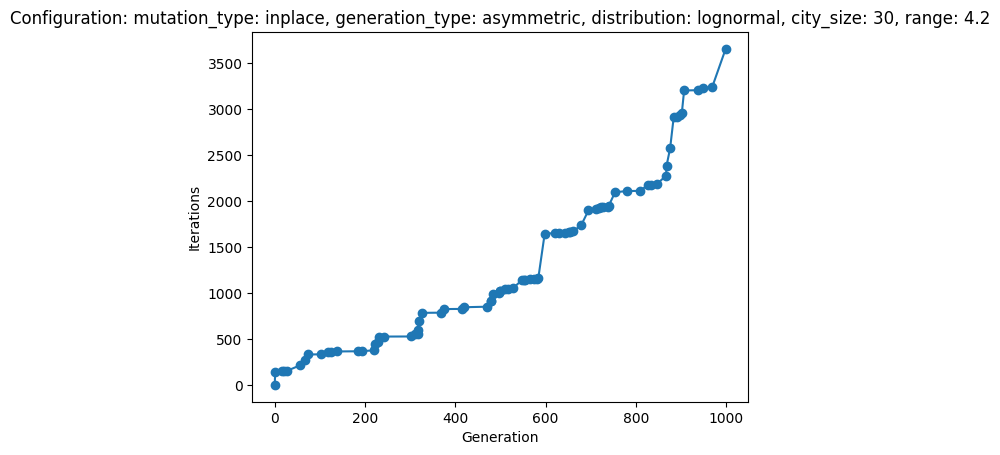 Configuration: mutation_type: inplace, generation_type: asymmetric, distribution: lognormal, city_size: 30, range: 4.2
3500
3000
2500
2000
1500
1000
500
0
Iterations
0 200 400 600 800 1000
Generation